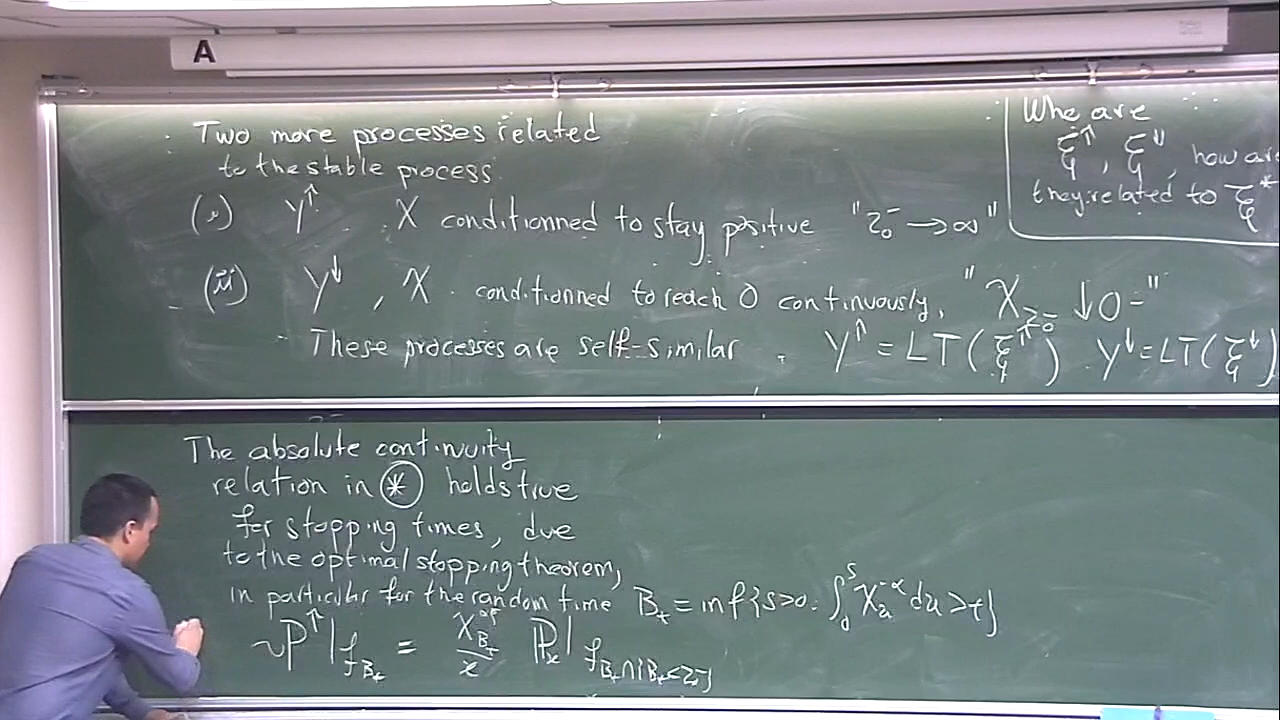 A
Two more processes related
to the stable process.
(i) Y↑, X conditionned to stay positive "τ₀⁻ → ∞"
(ii) Y↓, X conditionned to reach 0 continuously, "X_{τ₀⁻-} ↓ 0-"
- These processes are self-similar. Y↑ = LT(ξ↑) Y↓ = LT(ξ↓)
Who are
ξ↑, ξ↓, how are
they related to ξ*
The absolute continuity
relation in ⊛ holds true
for stopping times, due
to the optimal stopping theorem,
in particular for the random time B_t = inf{s>0: ∫₀^s X_u^{-α} du > t}
P↑|_{F_{B_t}} = X_{B_t}/x P_x|_{F_{B_t} ∩ {B_t < τ₀⁻}}